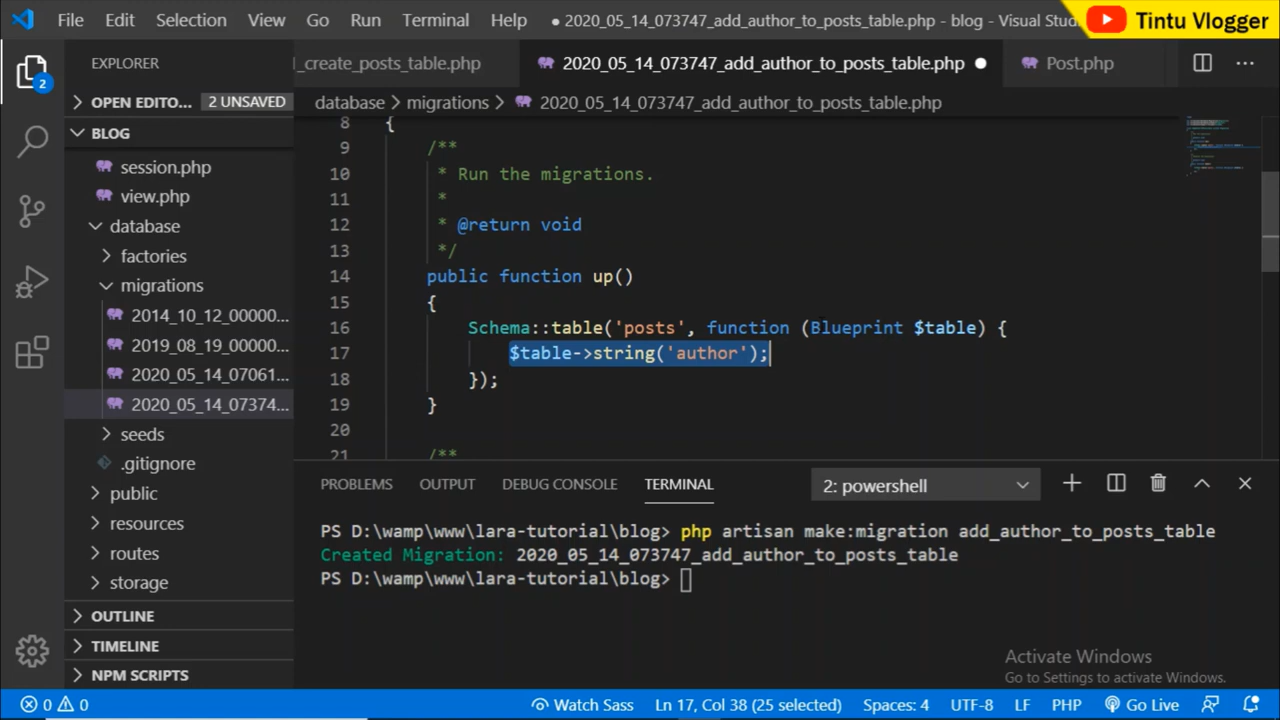 File Edit Selection View Go Run Terminal Help
● 2020_05_14_073747_add_author_to_posts_table.php - blog - Visual Stud
Tintu Vlogger
EXPLORER
2
OPEN EDITO... 2 UNSAVED
BLOG
session.php
view.php
database
factories
migrations
2014_10_12_00000...
2019_08_19_00000...
2020_05_14_07061...
2020_05_14_07374...
seeds
.gitignore
public
resources
routes
storage
OUTLINE
TIMELINE
NPM SCRIPTS
_create_posts_table.php 2020_05_14_073747_add_author_to_posts_table.php ● Post.php ...
database > migrations > 2020_05_14_073747_add_author_to_posts_table.php
8 {
9 /**
10 * Run the migrations.
11 *
12 * @return void
13 */
14 public function up()
15 {
16 Schema::table('posts', function (Blueprint $table) {
17 $table->string('author');
18 });
19 }
20
21 /**
PROBLEMS OUTPUT DEBUG CONSOLE TERMINAL 2: powershell
PS D:\wamp\www\lara-tutorial\blog> php artisan make:migration add_author_to_posts_table
Created Migration: 2020_05_14_073747_add_author_to_posts_table
PS D:\wamp\www\lara-tutorial\blog>
Activate Windows
Go to Settings to activate Windows.
0 0 Watch Sass Ln 17, Col 38 (25 selected) Spaces: 4 UTF-8 LF PHP Go Live